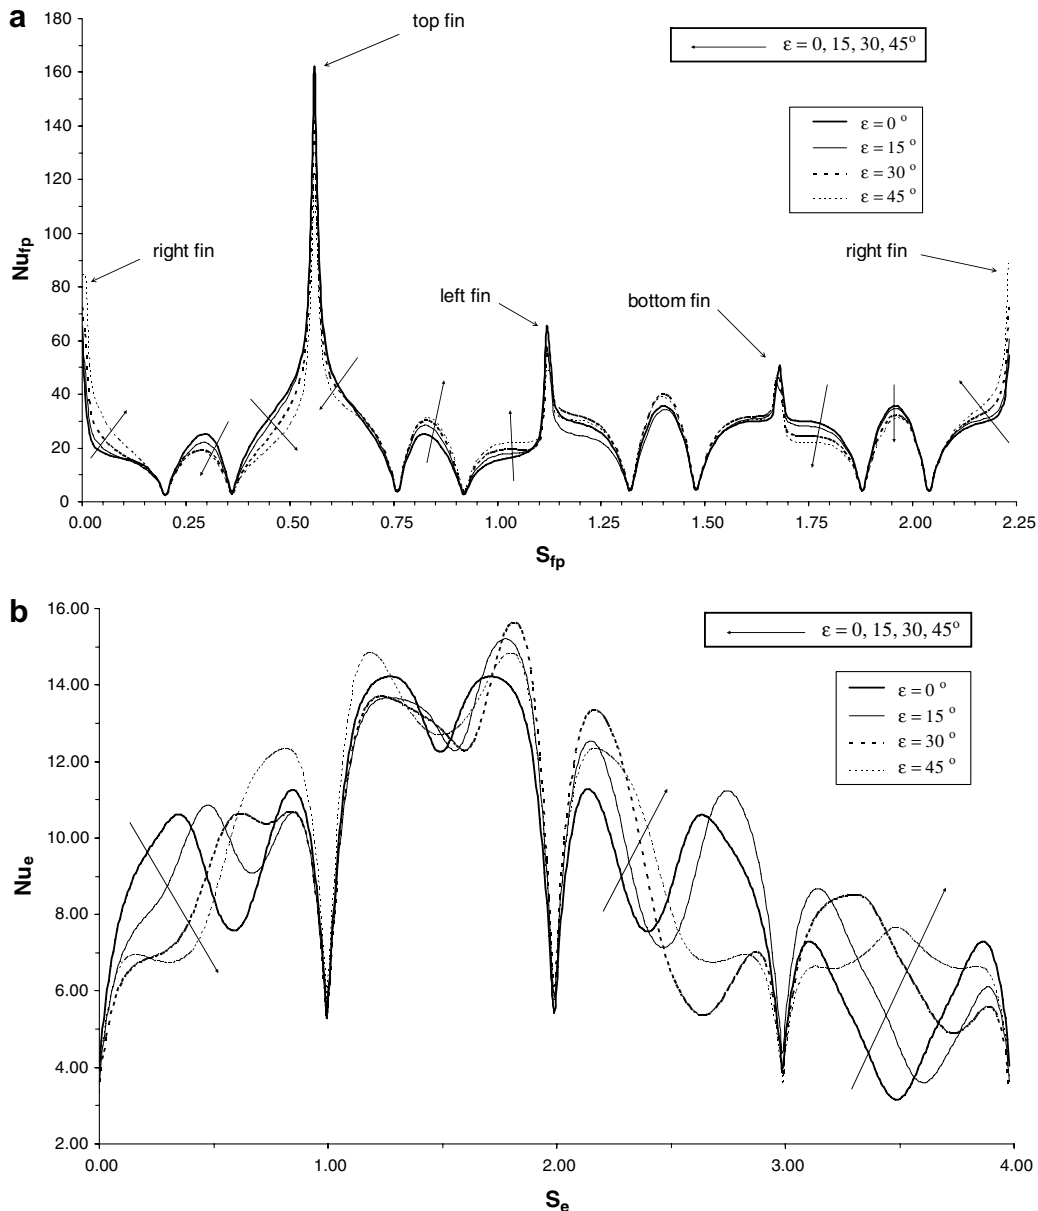 a
180
160
140
120
100
80
60
40
20
0
Nu_fp
top fin
ε = 0, 15, 30, 45°
ε = 0 °
ε = 15 °
ε = 30 °
ε = 45 °
right fin
left fin
bottom fin
right fin
0.00 0.25 0.50 0.75 1.00 1.25 1.50 1.75 2.00 2.25
S_fp
b
16.00
14.00
12.00
10.00
8.00
6.00
4.00
2.00
Nu_e
ε = 0, 15, 30, 45°
ε = 0 °
ε = 15 °
ε = 30 °
ε = 45 °
0.00 1.00 2.00 3.00 4.00
S_e